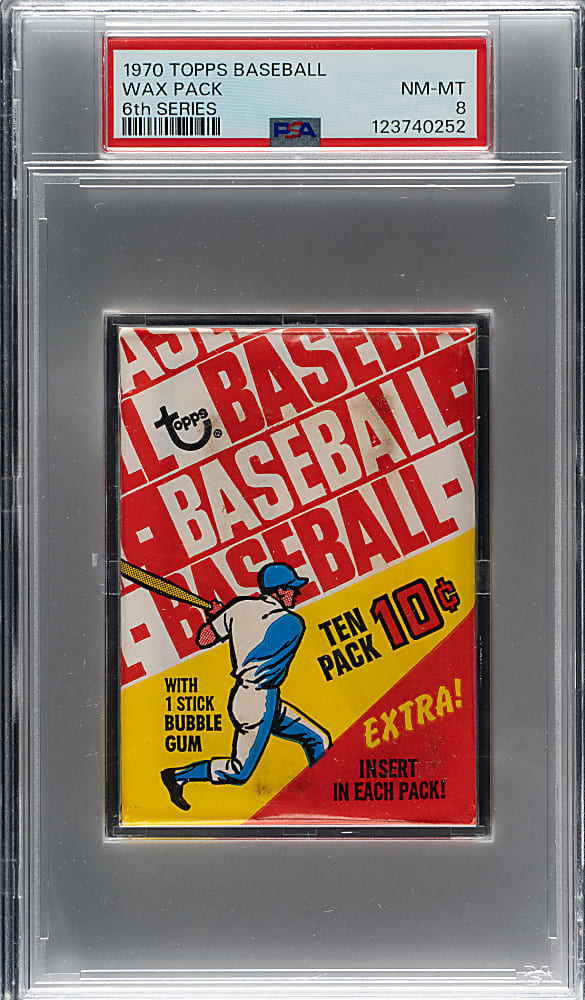 1970 TOPPS BASEBALL
WAX PACK NM-MT
6th SERIES 8
PSA 123740252
BASEBALL
topps ®
BASEBALL
BASEBALL
TEN 10¢
PACK
WITH
1 STICK
BUBBLE
GUM
EXTRA!
INSERT
IN EACH PACK!